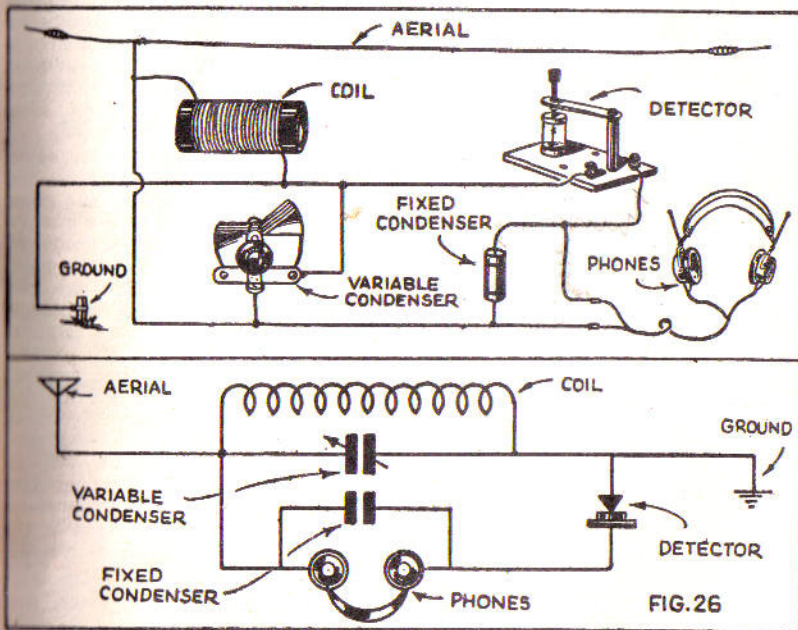 AERIAL
COIL
DETECTOR
FIXED
CONDENSER
GROUND
VARIABLE
CONDENSER
PHONES
AERIAL
COIL
GROUND
VARIABLE
CONDENSER
DETECTOR
FIXED
CONDENSER
PHONES
FIG.26